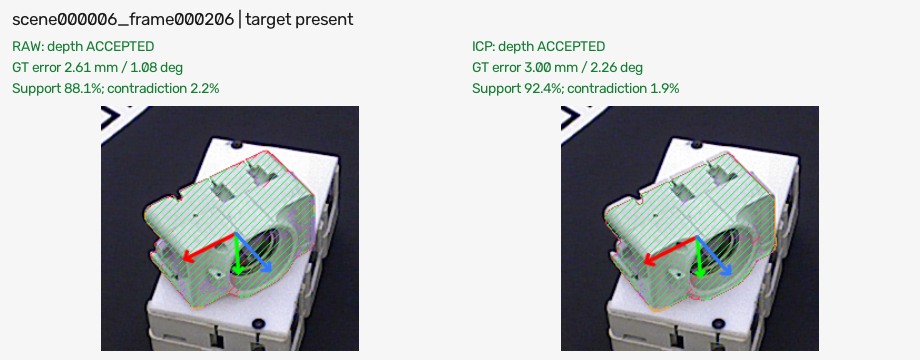 scene000006_frame000206 | target present
RAW: depth ACCEPTED
GT error 2.61 mm / 1.08 deg
Support 88.1%; contradiction 2.2%
ICP: depth ACCEPTED
GT error 3.00 mm / 2.26 deg
Support 92.4%; contradiction 1.9%